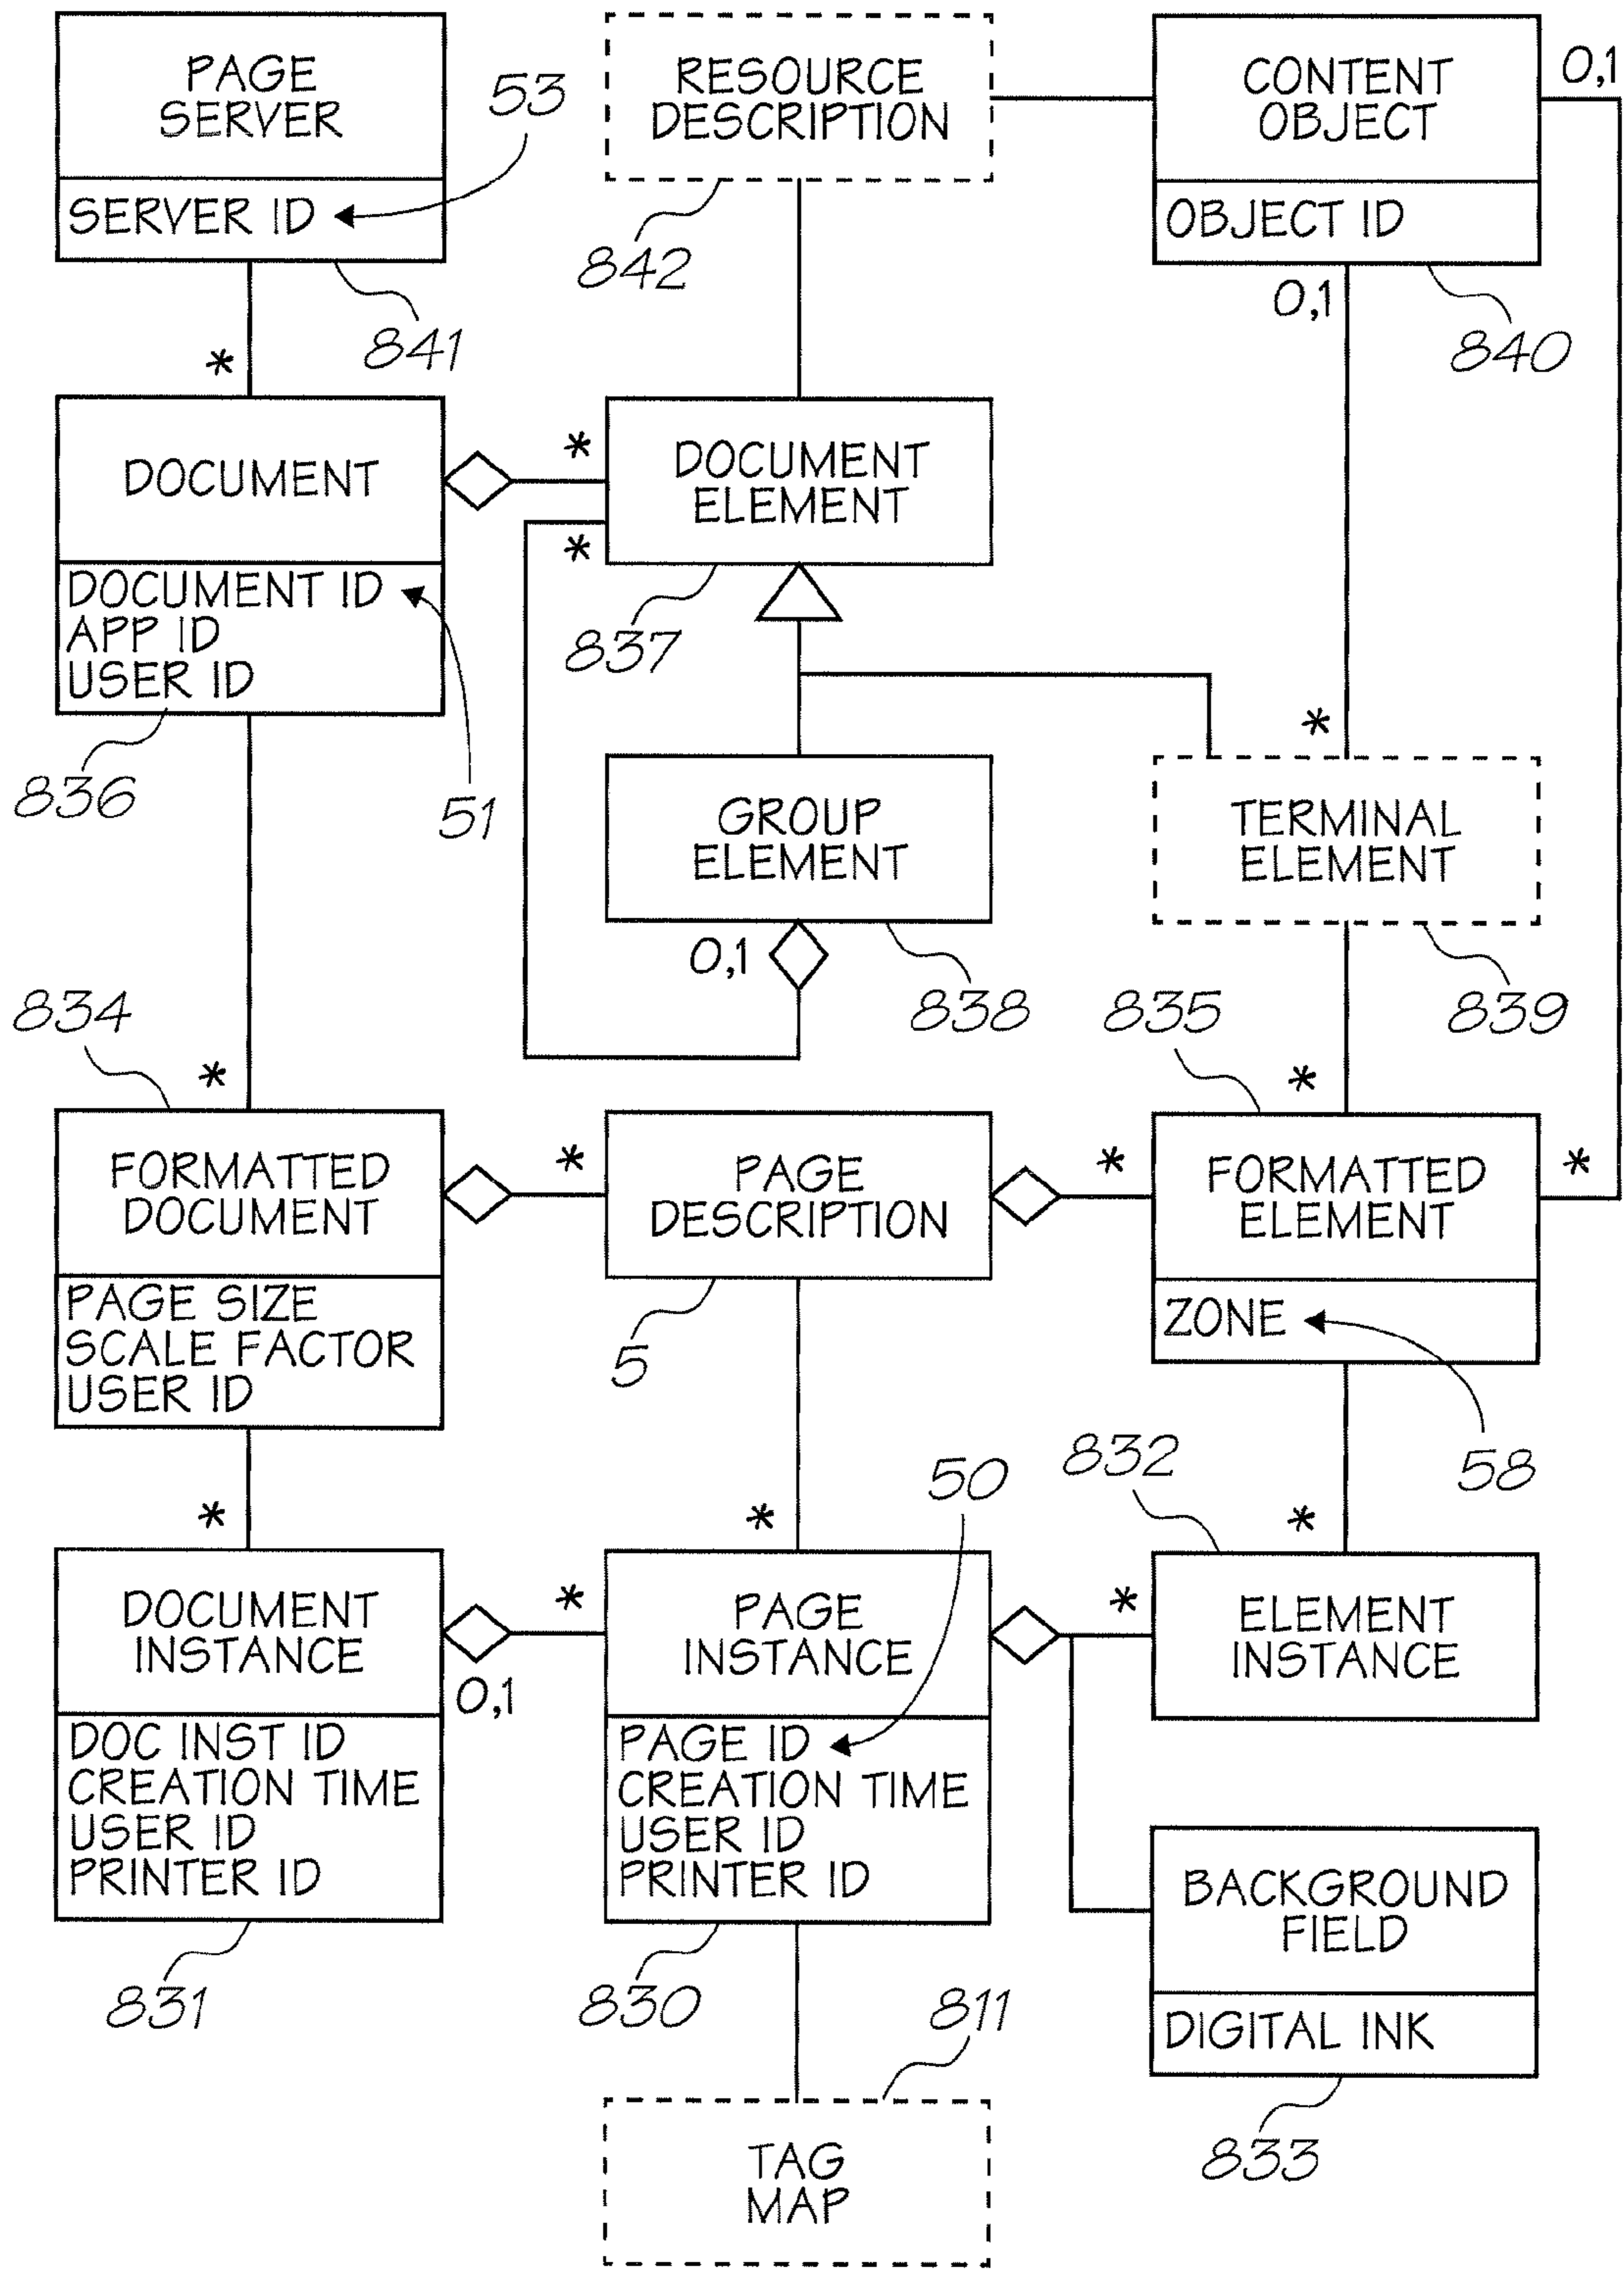 PAGE
SERVER
SERVER ID
53
841
RESOURCE
DESCRIPTION
842
CONTENT
OBJECT
OBJECT ID
0,1
0,1
840
*
DOCUMENT
DOCUMENT ID
APP ID
USER ID
836
51
*
*
DOCUMENT
ELEMENT
837
GROUP
ELEMENT
0,1
838
*
TERMINAL
ELEMENT
839
834
*
FORMATTED
DOCUMENT
PAGE SIZE
SCALE FACTOR
USER ID
*
PAGE
DESCRIPTION
5
835
*
*
*
FORMATTED
ELEMENT
ZONE
58
*
DOCUMENT
INSTANCE
DOC INST ID
CREATION TIME
USER ID
PRINTER ID
831
0,1
*
*
50
PAGE
INSTANCE
PAGE ID
CREATION TIME
USER ID
PRINTER ID
830
832
*
*
ELEMENT
INSTANCE
BACKGROUND
FIELD
DIGITAL INK
833
811
TAG
MAP